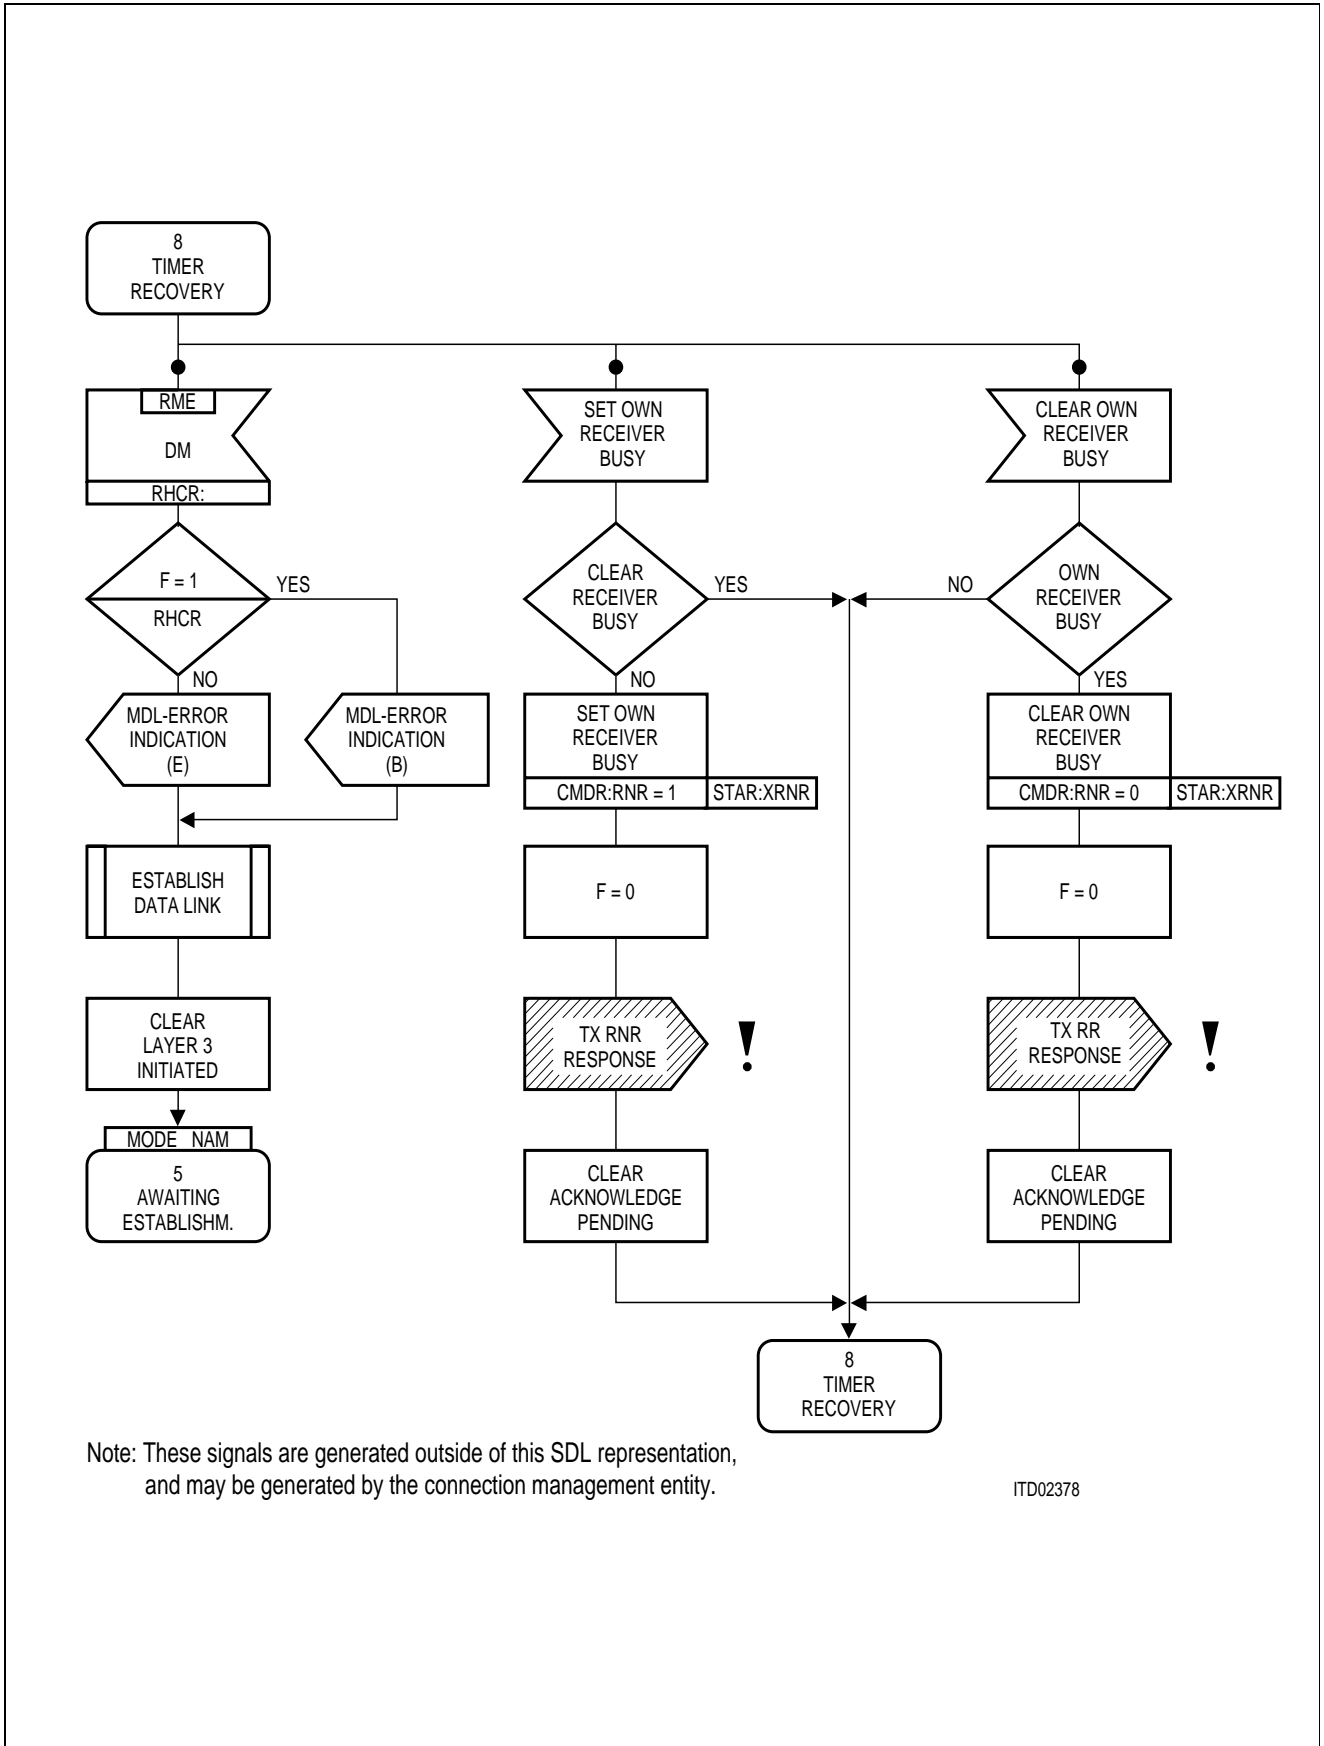 8
TIMER
RECOVERY
RME
DM
RHCR:
SET OWN
RECEIVER
BUSY
CLEAR OWN
RECEIVER
BUSY
F = 1
RHCR
YES
NO
CLEAR
RECEIVER
BUSY
YES
NO
NO
OWN
RECEIVER
BUSY
YES
MDL-ERROR
INDICATION
(E)
MDL-ERROR
INDICATION
(B)
SET OWN
RECEIVER
BUSY
CMDR:RNR = 1
STAR:XRNR
CLEAR OWN
RECEIVER
BUSY
CMDR:RNR = 0
STAR:XRNR
ESTABLISH
DATA LINK
F = 0
F = 0
CLEAR
LAYER 3
INITIATED
TX RNR
RESPONSE
!
TX RR
RESPONSE
!
MODE NAM
5
AWAITING
ESTABLISHM.
CLEAR
ACKNOWLEDGE
PENDING
CLEAR
ACKNOWLEDGE
PENDING
8
TIMER
RECOVERY
Note: These signals are generated outside of this SDL representation,
and may be generated by the connection management entity.
ITD02378